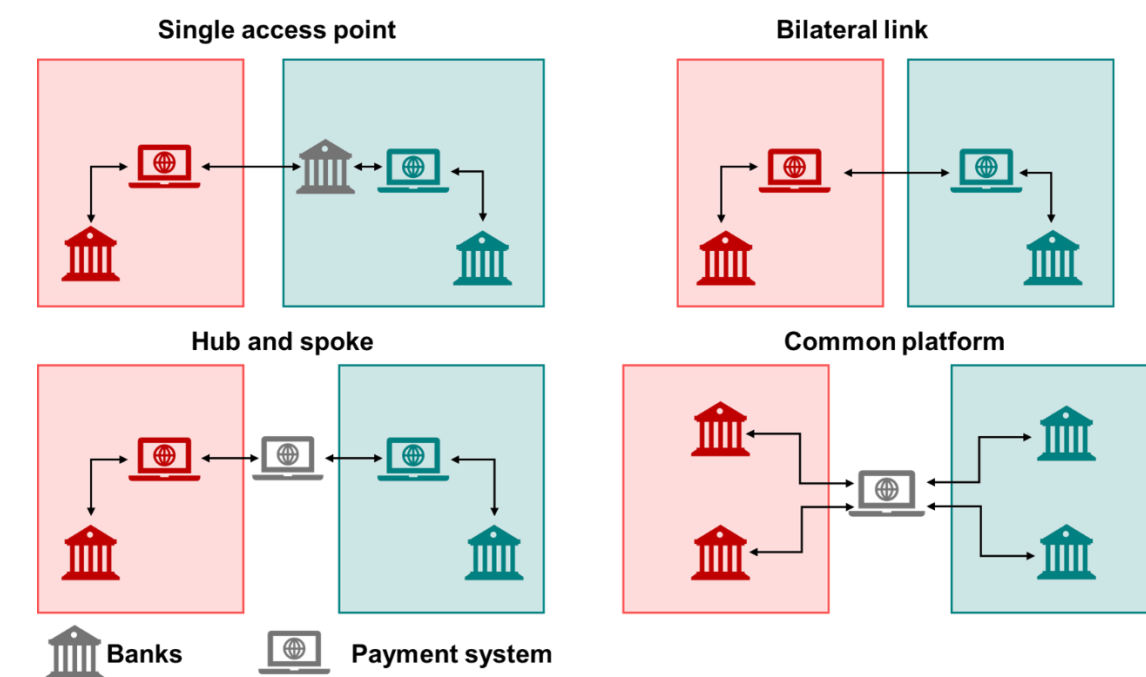 Single access point
Bilateral link
Hub and spoke
Common platform
Banks
Payment system